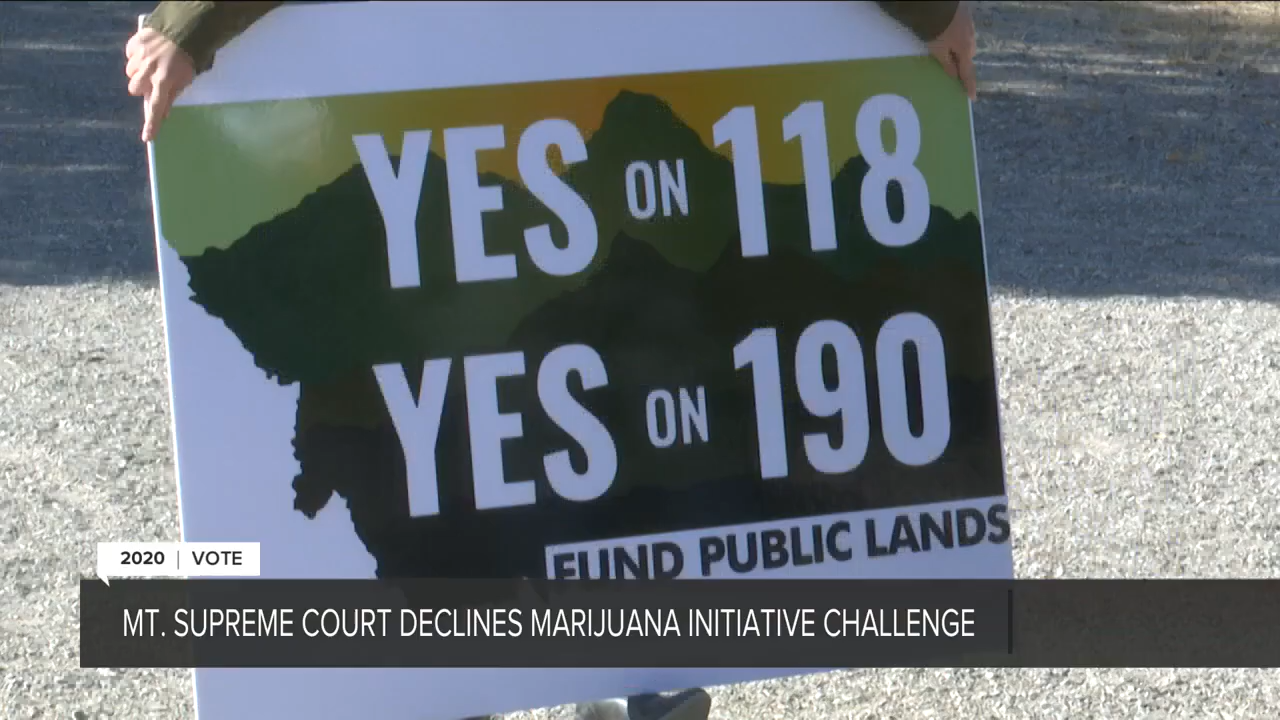 YES ON 118
YES ON 190
FUND PUBLIC LANDS
2020 | VOTE
MT. SUPREME COURT DECLINES MARIJUANA INITIATIVE CHALLENGE